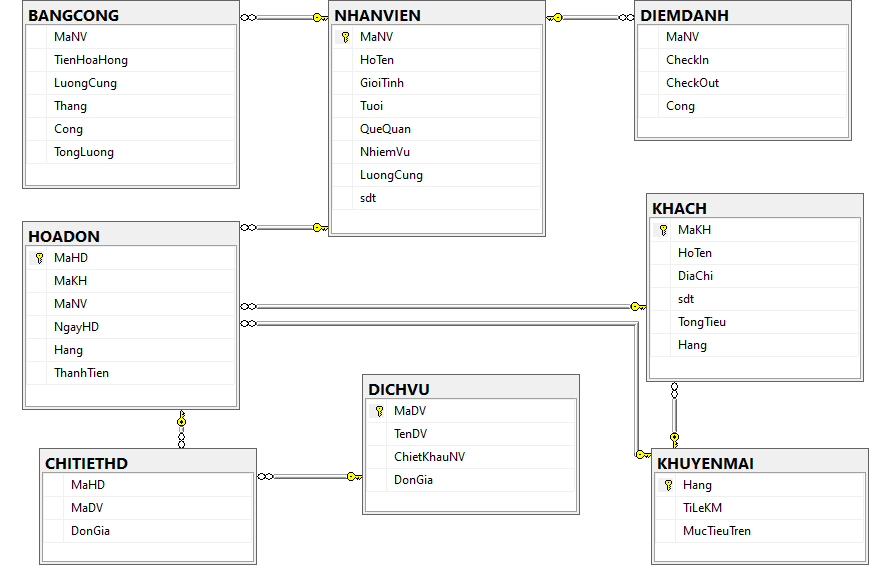 BANGCONG
MaNV
TienHoaHong
LuongCung
Thang
Cong
TongLuong
NHANVIEN
MaNV
HoTen
GioiTinh
Tuoi
QueQuan
NhiemVu
LuongCung
sdt
DIEMDANH
MaNV
CheckIn
CheckOut
Cong
HOADON
MaHD
MaKH
MaNV
NgayHD
Hang
ThanhTien
KHACH
MaKH
HoTen
DiaChi
sdt
TongTieu
Hang
DICHVU
MaDV
TenDV
ChietKhauNV
DonGia
CHITIETHD
MaHD
MaDV
DonGia
KHUYENMAI
Hang
TiLeKM
MucTieuTren